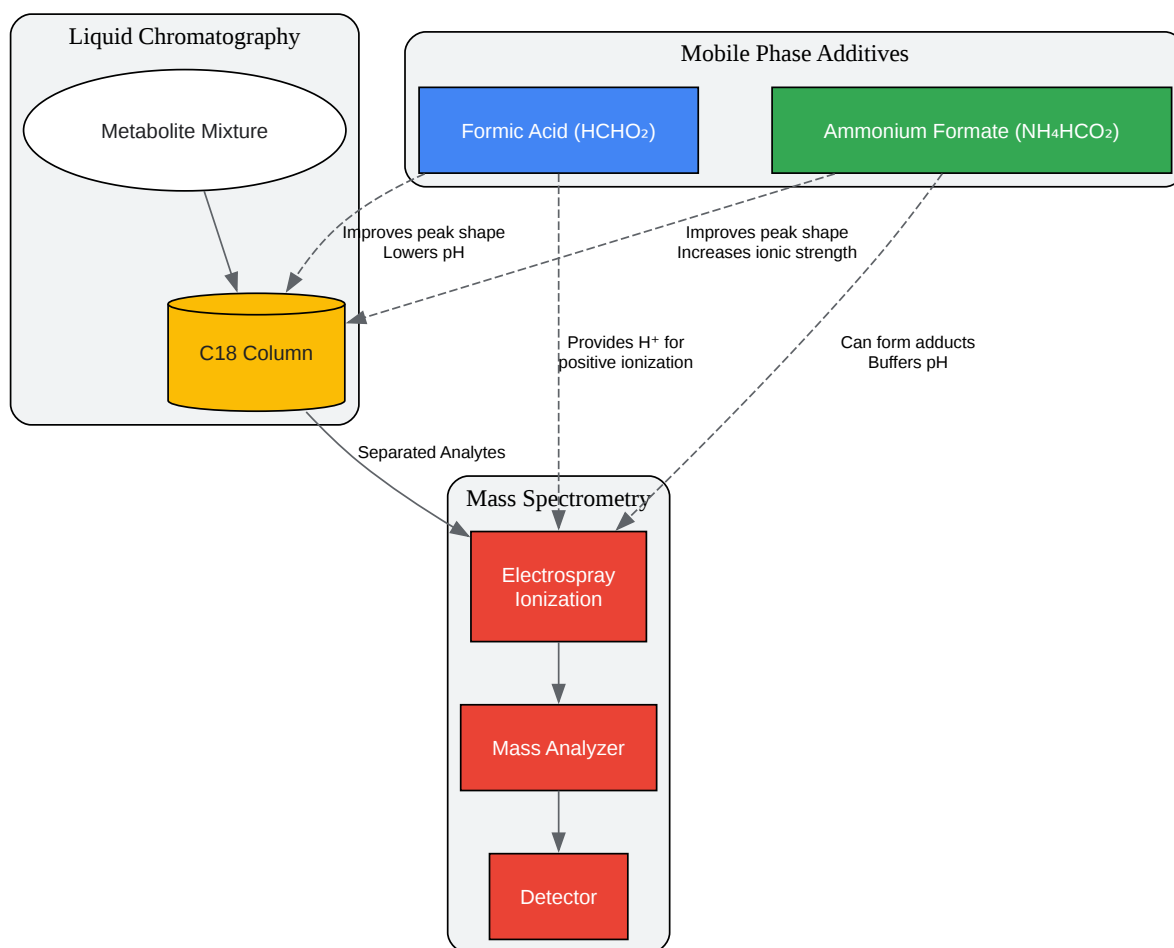 Liquid Chromatography
Mobile Phase Additives
Metabolite Mixture
Formic Acid (HCHO₂)
Ammonium Formate (NH₄HCO₂)
Improves peak shape
Lowers pH
Improves peak shape
Increases ionic strength
C18 Column
Provides H⁺ for
positive ionization
Can form adducts
Buffers pH
Separated Analytes
Mass Spectrometry
Electrospray
Ionization
Mass Analyzer
Detector